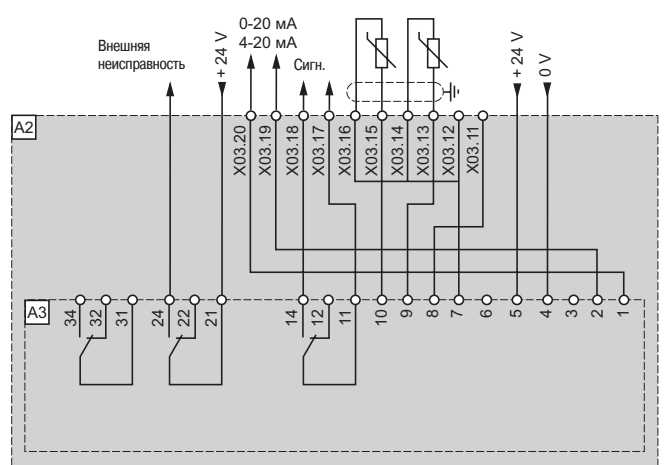 0-20 мА
4-20 мА
Внешняя
неисправность
+ 24 V
Сигн.
+ 24 V
0 V
A2
X03.20
X03.19
X03.18
X03.17
X03.16
X03.15
X03.14
X03.13
X03.12
X03.11
A3
34
32
31
24
22
21
14
12
11
10
9
8
7
6
5
4
3
2
1